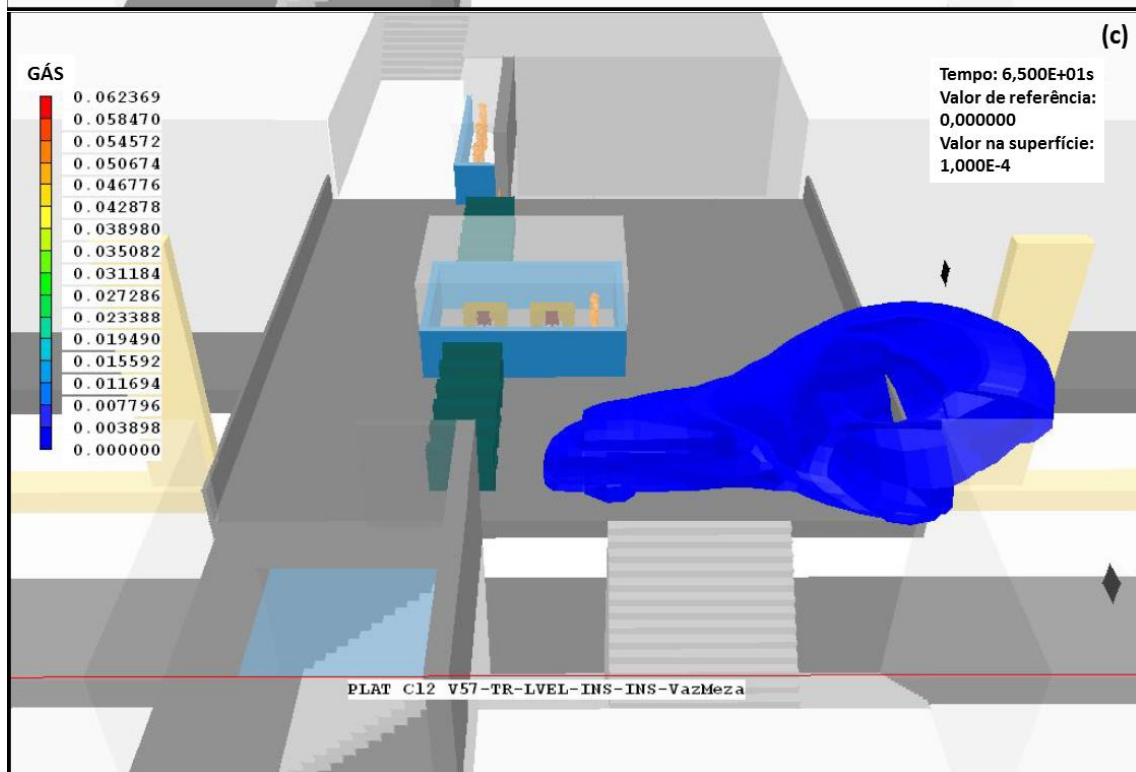 (c)
GÁS
0.062369
0.058470
0.054572
0.050674
0.046776
0.042878
0.038980
0.035082
0.031184
0.027286
0.023388
0.019490
0.015592
0.011694
0.007796
0.003898
0.000000
Tempo: 6,500E+01s
Valor de referência:
0,000000
Valor na superfície:
1,000E-4
PLAT Cl2 V57-TR-LVEL-INS-INS-VazMeza